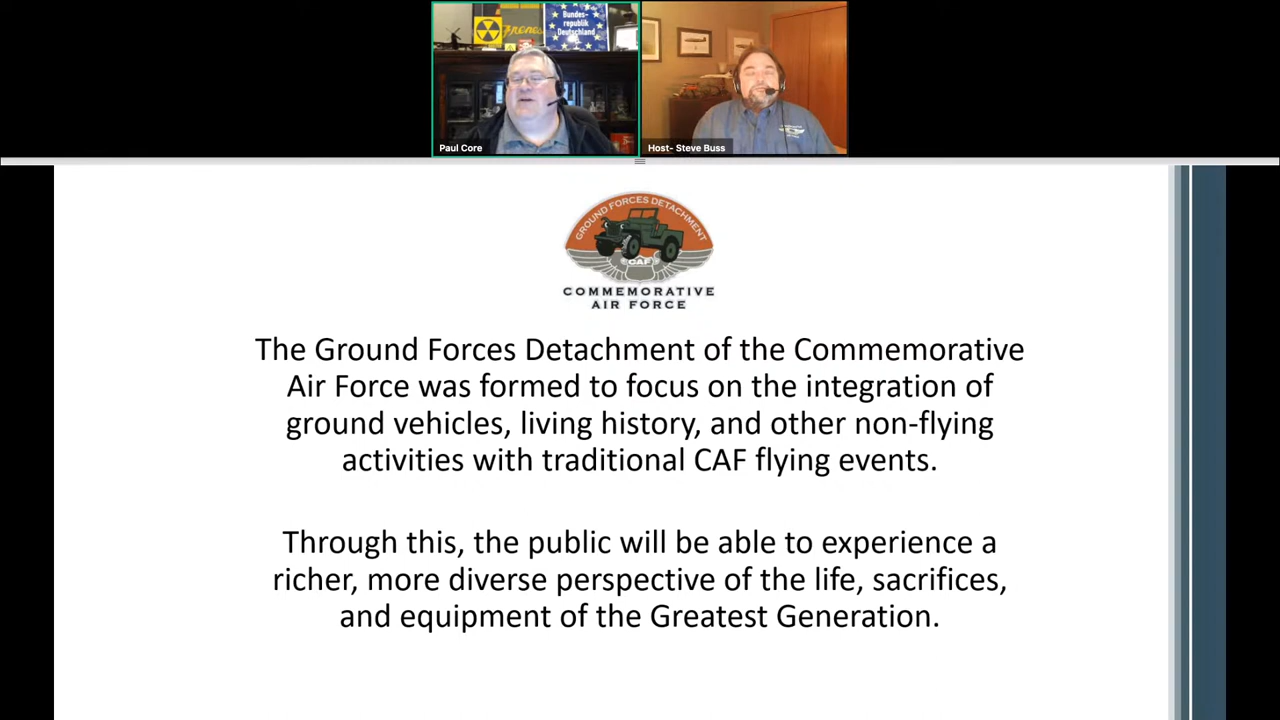 Bundes-
republik
Deutschland
Paul Core
Host- Steve Buss
GROUND FORCES DETACHMENT
CAF
COMMEMORATIVE
AIR FORCE
The Ground Forces Detachment of the Commemorative
Air Force was formed to focus on the integration of
ground vehicles, living history, and other non-flying
activities with traditional CAF flying events.
Through this, the public will be able to experience a
richer, more diverse perspective of the life, sacrifices,
and equipment of the Greatest Generation.